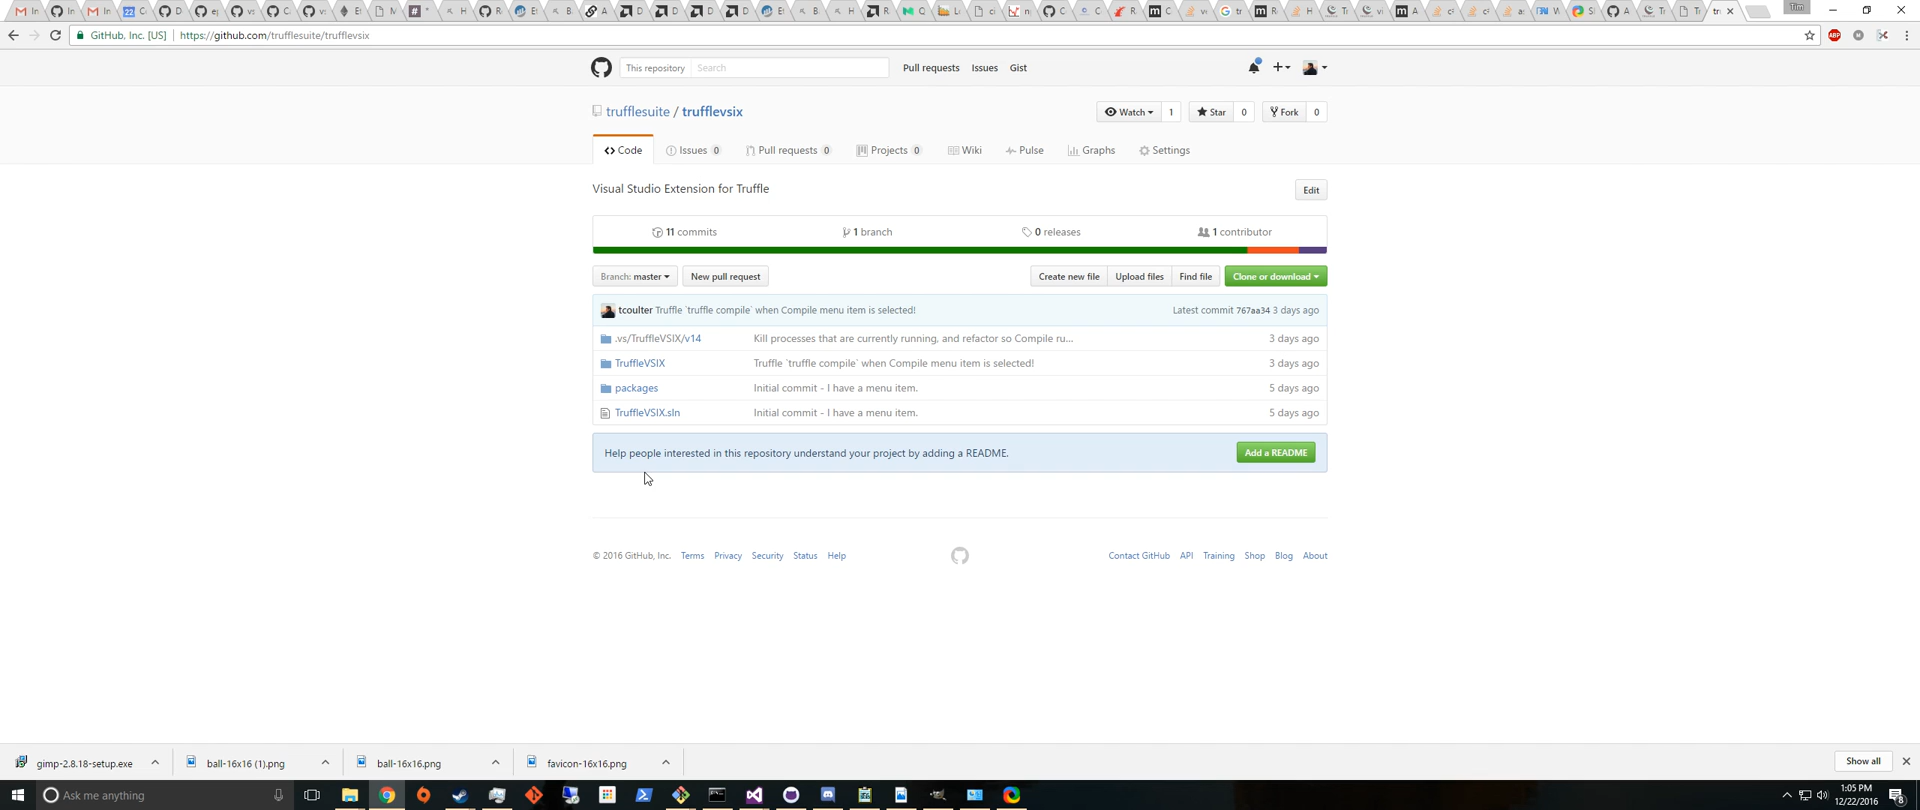 Tim
GitHub, Inc. [US] https://github.com/trufflesuite/trufflevsix
This repository Search Pull requests Issues Gist
trufflesuite / trufflevsix Watch 1 Star 0 Fork 0
Code Issues 0 Pull requests 0 Projects 0 Wiki Pulse Graphs Settings
Visual Studio Extension for Truffle Edit
11 commits 1 branch 0 releases 1 contributor
Branch: master New pull request Create new file Upload files Find file Clone or download
tcoulter Truffle `truffle compile` when Compile menu item is selected! Latest commit 767aa34 3 days ago
.vs/TruffleVSIX/v14 Kill processes that are currently running, and refactor so Compile ru... 3 days ago
TruffleVSIX Truffle `truffle compile` when Compile menu item is selected! 3 days ago
packages Initial commit - I have a menu item. 5 days ago
TruffleVSIX.sln Initial commit - I have a menu item. 5 days ago
Help people interested in this repository understand your project by adding a README. Add a README
© 2016 GitHub, Inc. Terms Privacy Security Status Help Contact GitHub API Training Shop Blog About
gimp-2.8.18-setup.exe ball-16x16 (1).png ball-16x16.png favicon-16x16.png Show all
Ask me anything 1:05 PM
12/22/2016 8